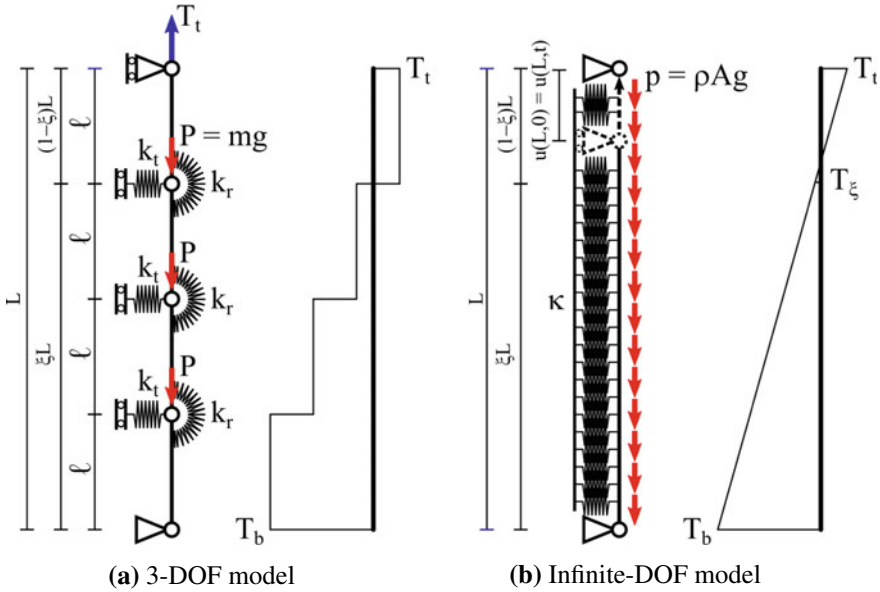 T_t
P = mg
k_t
k_r
P
k_t
k_r
P
k_t
k_r
T_b
L
(1-ξ)L
ξL
ℓ
ℓ
ℓ
ℓ
(a) 3-DOF model
u(L,0) = u(L,t)
p = ρAg
T_t
T_ξ
κ
T_b
L
(1-ξ)L
ξL
(b) Infinite-DOF model